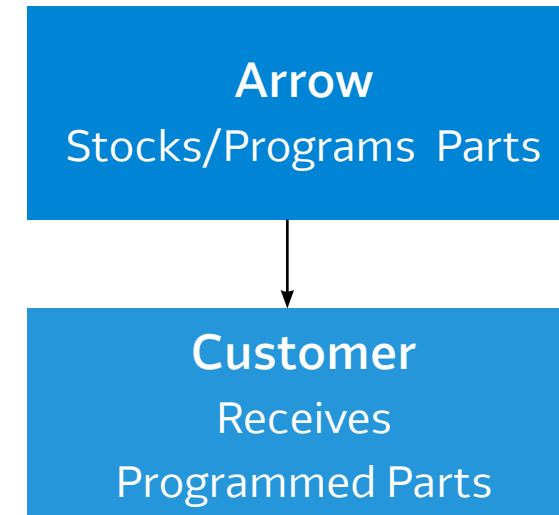 Arrow
Stocks/Programs Parts
Customer
Receives
Programmed Parts